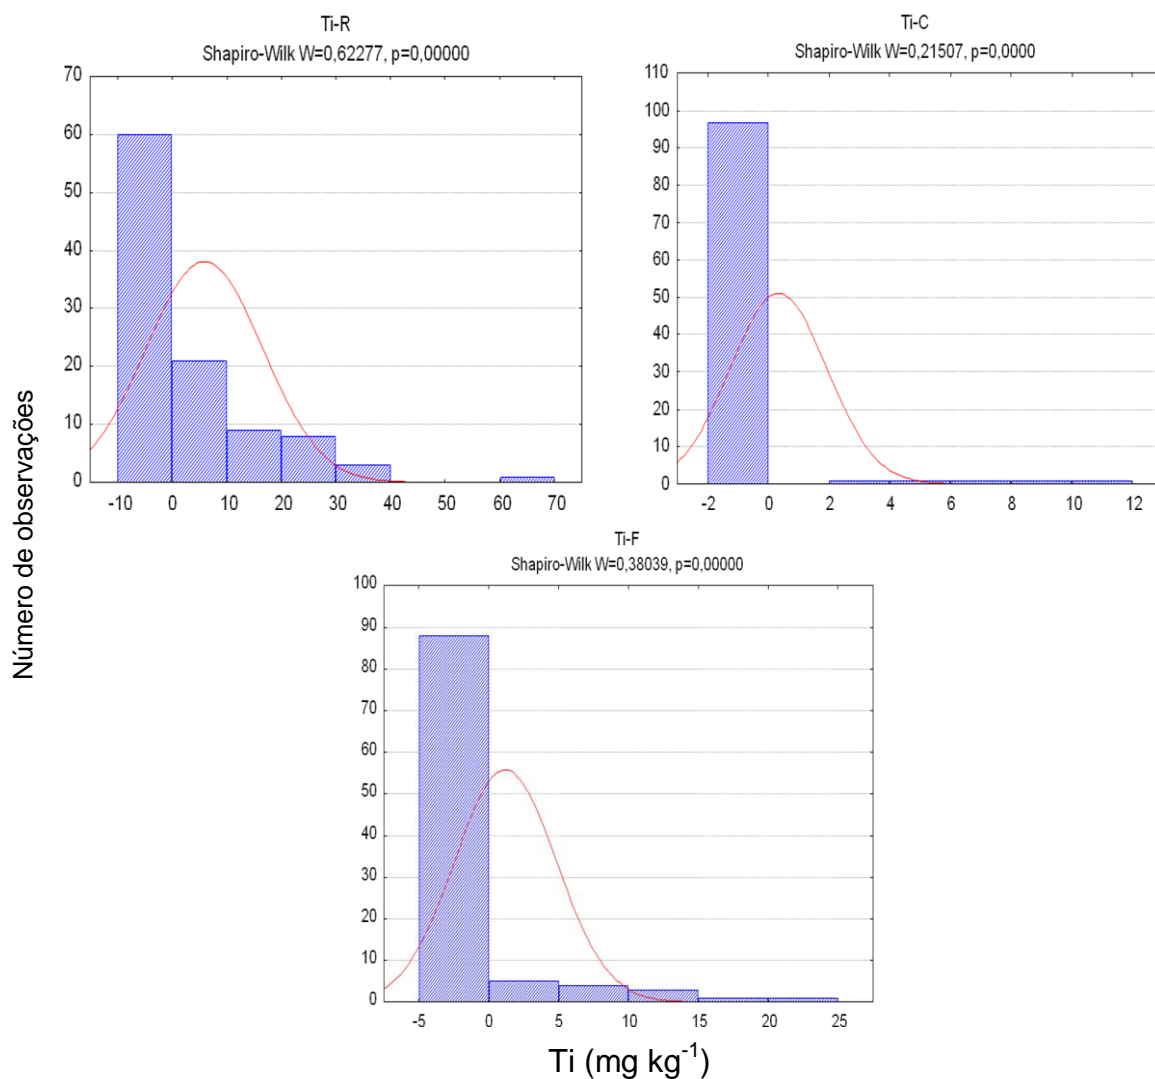 Ti-R
Shapiro-Wilk W=0,62277, p=0,00000
70
60
50
40
30
20
10
0
-10 0 10 20 30 40 50 60 70
Ti-C
Shapiro-Wilk W=0,21507, p=0,0000
110
100
90
80
70
60
50
40
30
20
10
0
-2 0 2 4 6 8 10 12
Número de observações
Ti-F
Shapiro-Wilk W=0,38039, p=0,00000
100
90
80
70
60
50
40
30
20
10
0
-5 0 5 10 15 20 25
Ti (mg kg⁻¹)